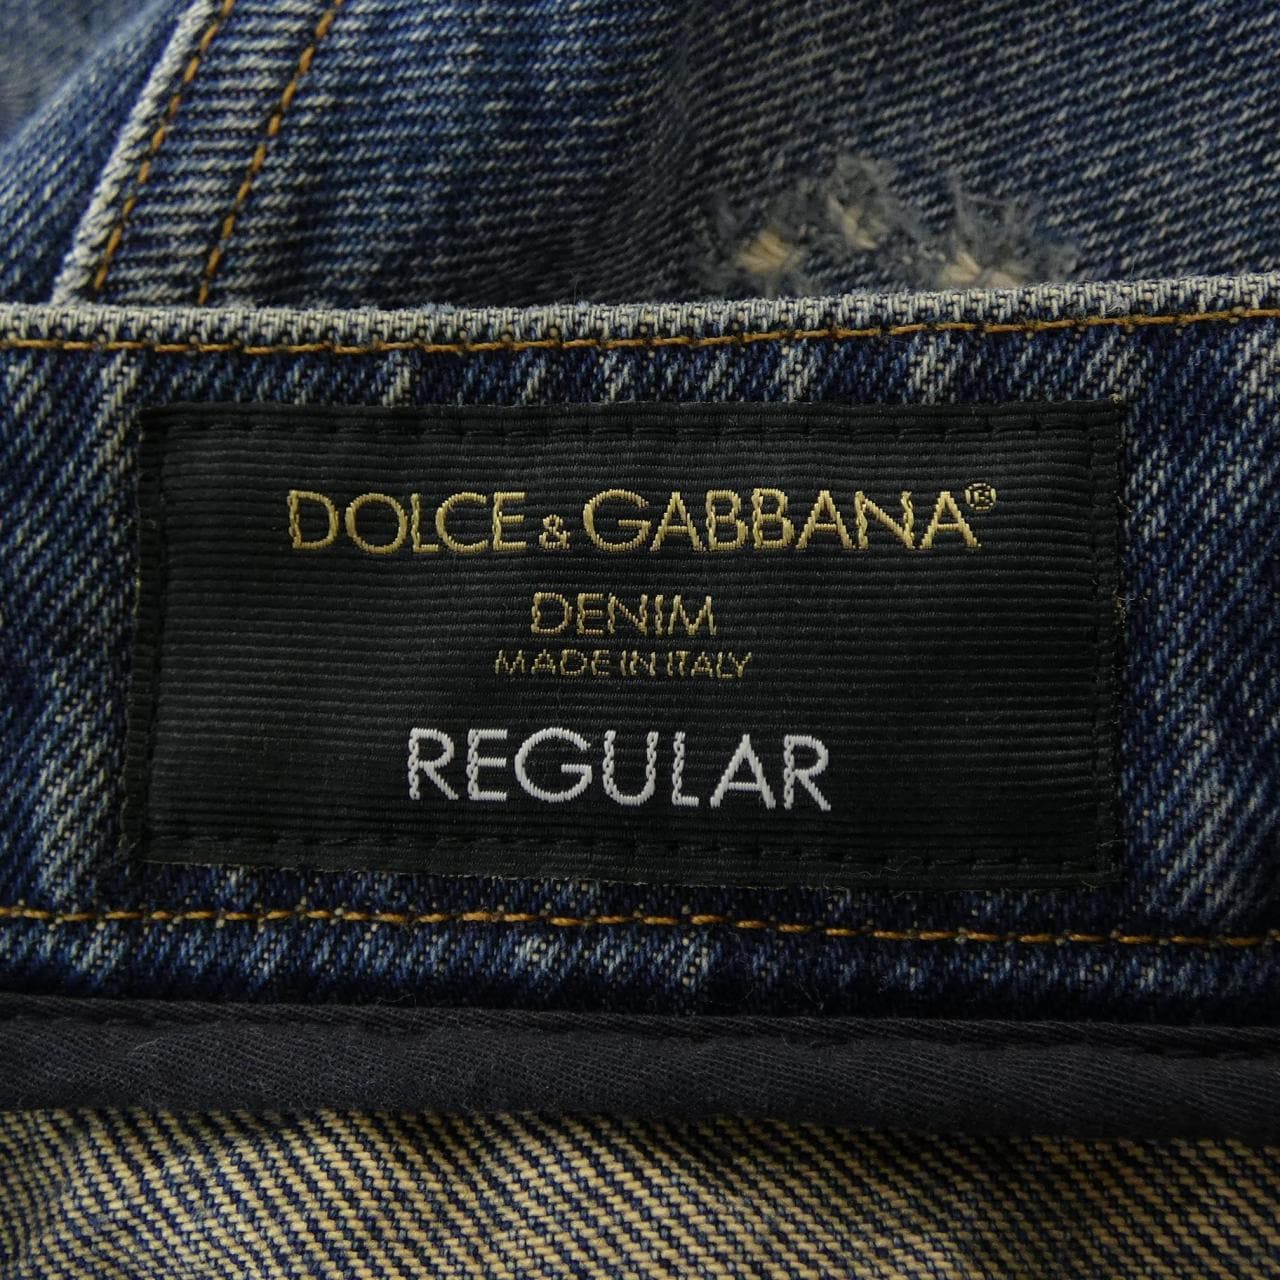 DOLCE & GABBANA®
DENIM
MADE IN ITALY
REGULAR